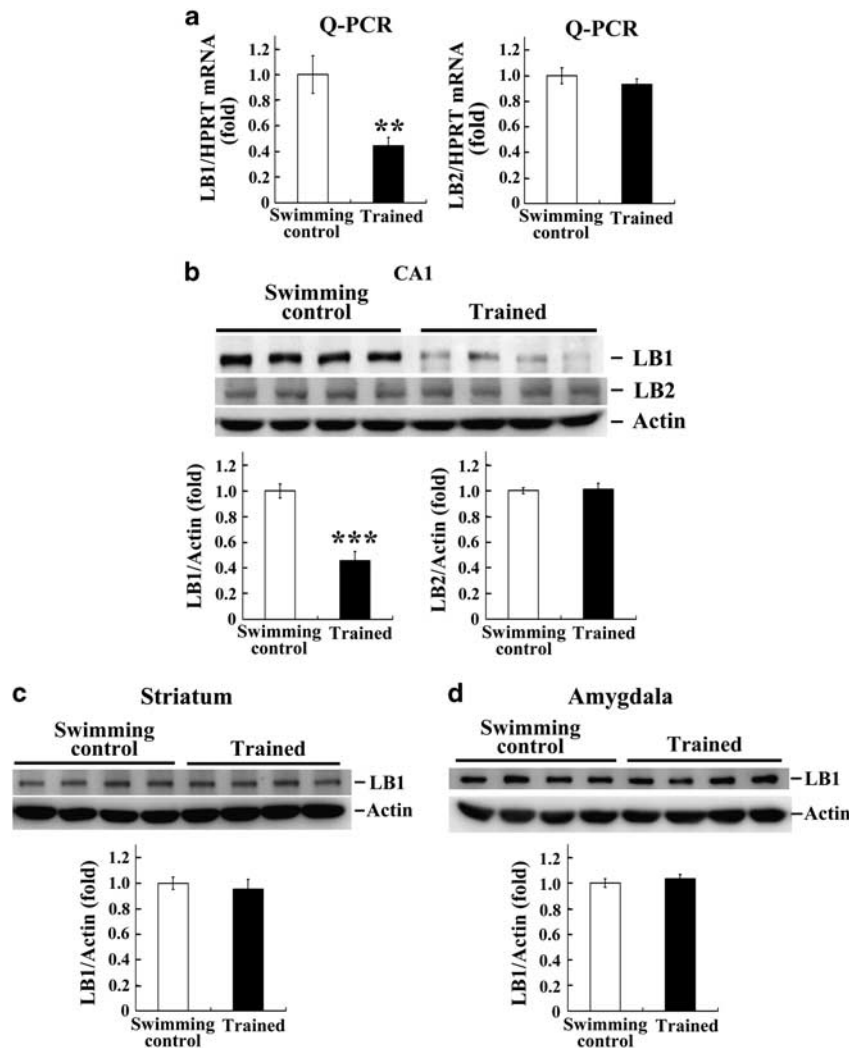 a
Q-PCR
LB1/HPRT mRNA
(fold)
1.2
1.0
0.8
0.6
0.4
0.2
0
**
Swimming
control
Trained
Q-PCR
LB2/HPRT mRNA
(fold)
1.2
1.0
0.8
0.6
0.4
0.2
0
Swimming
control
Trained
b
CA1
Swimming
control
Trained
– LB1
– LB2
– Actin
LB1/Actin (fold)
1.2
1.0
0.8
0.6
0.4
0.2
0
***
Swimming
control
Trained
LB2/Actin (fold)
1.2
1.0
0.8
0.6
0.4
0.2
0
Swimming
control
Trained
c
Striatum
Swimming
control
Trained
–LB1
–Actin
LB1/Actin (fold)
1.2
1.0
0.8
0.6
0.4
0.2
0
Swimming
control
Trained
d
Amygdala
Swimming
control
Trained
–LB1
–Actin
LB1/Actin (fold)
1.2
1.0
0.8
0.6
0.4
0.2
0
Swimming
control
Trained